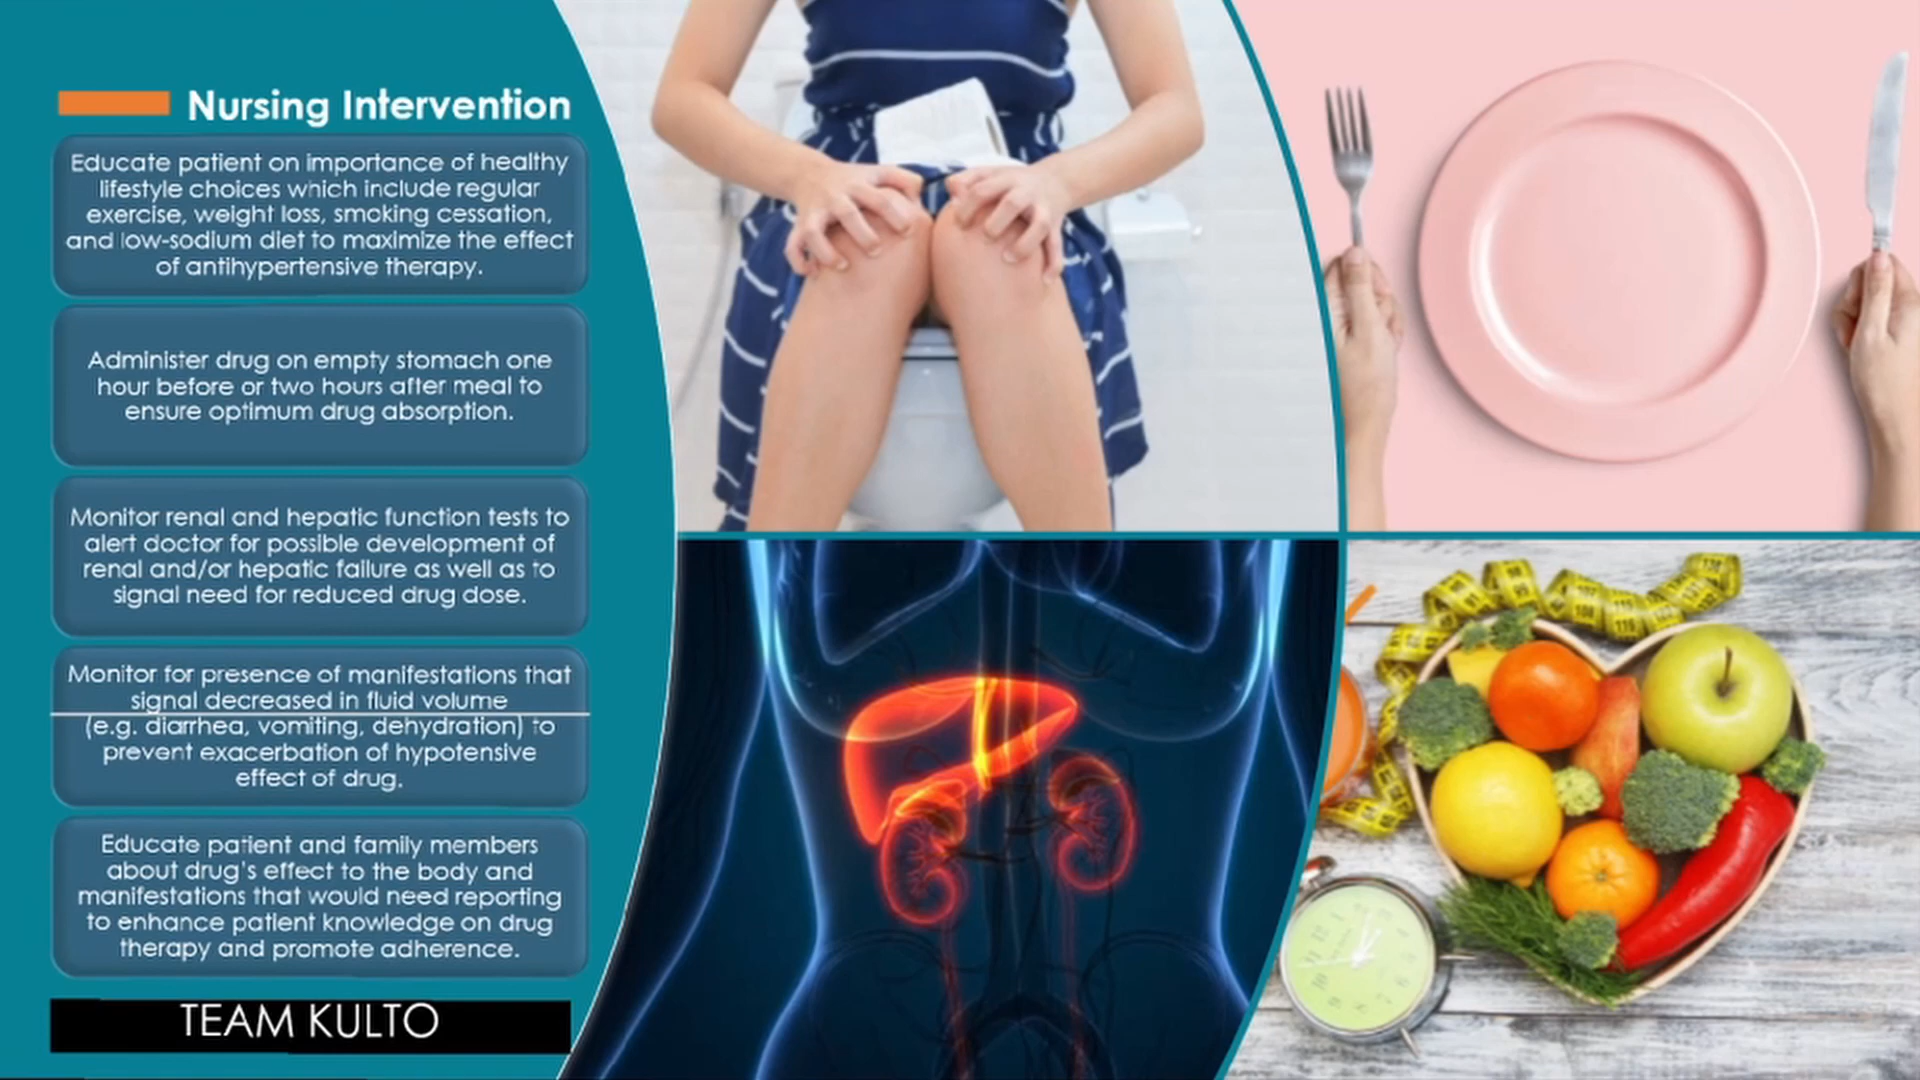 Nursing Intervention
Educate patient on importance of healthy
lifestyle choices which include regular
exercise, weight loss, smoking cessation,
and low-sodium diet to maximize the effect
of antihypertensive therapy.
Administer drug on empty stomach one
hour before or two hours after meal to
ensure optimum drug absorption.
Monitor renal and hepatic function tests to
alert doctor for possible development of
renal and/or hepatic failure as well as to
signal need for reduced drug dose.
Monitor for presence of manifestations that
signal decreased in fluid volume
(e.g. diarrhea, vomiting, dehydration) to
prevent exacerbation of hypotensive
effect of drug.
Educate patient and family members
about drug's effect to the body and
manifestations that would need reporting
to enhance patient knowledge on drug
therapy and promote adherence.
TEAM KULTO